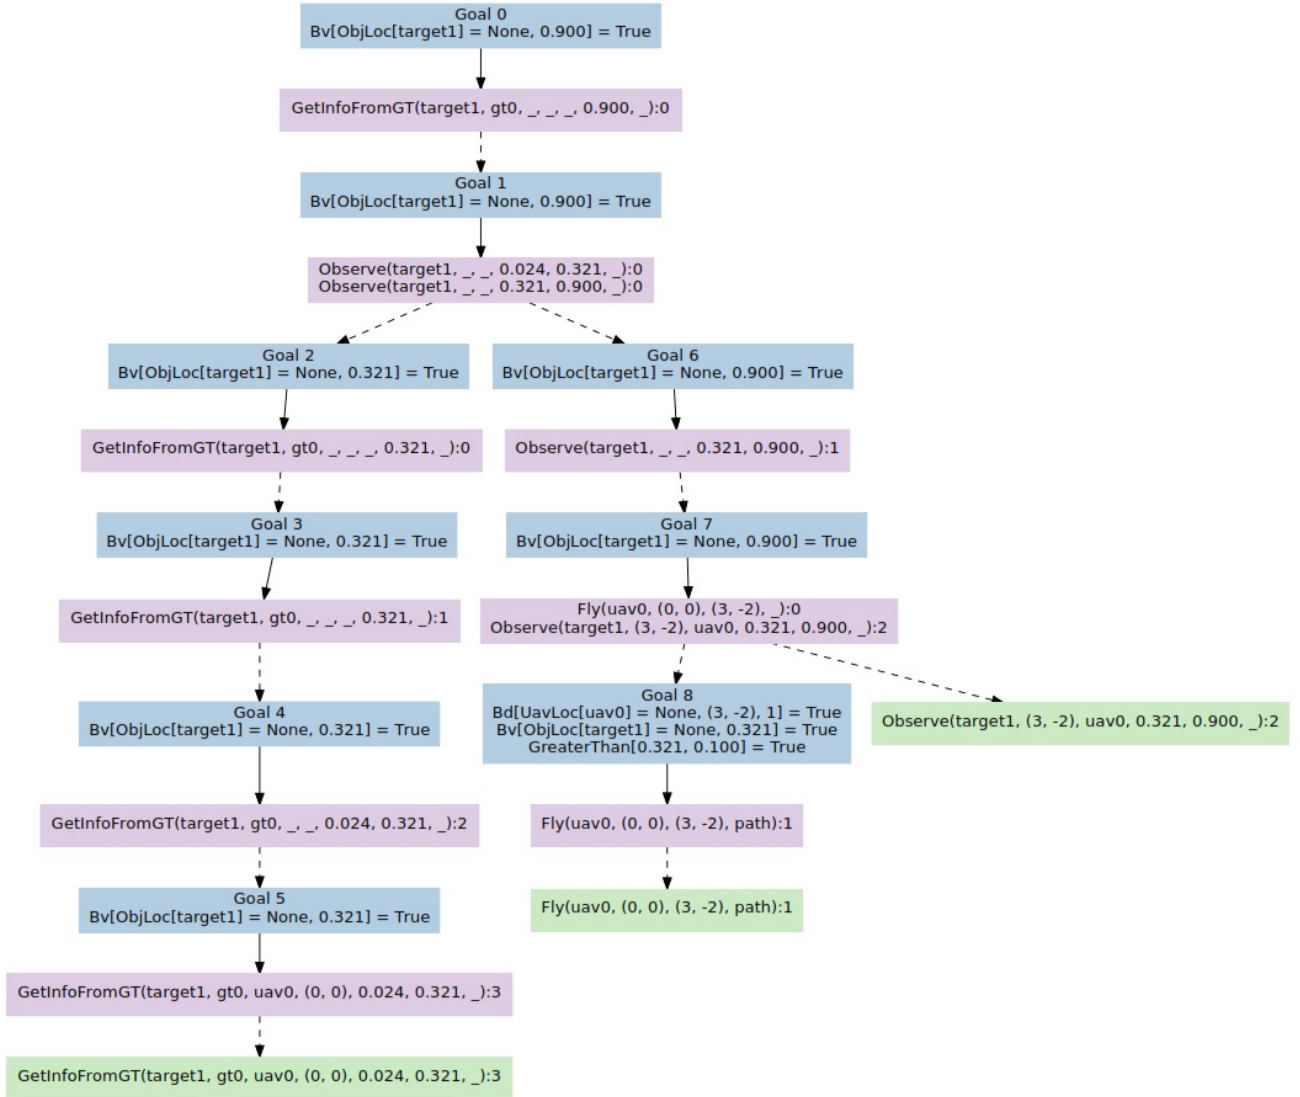 Goal 0
Bv[ObjLoc[target1] = None, 0.900] = True
GetInfoFromGT(target1, gt0, _, _, _, 0.900, _):0
Goal 1
Bv[ObjLoc[target1] = None, 0.900] = True
Observe(target1, _, _, 0.024, 0.321, _):0
Observe(target1, _, _, 0.321, 0.900, _):0
Goal 2
Bv[ObjLoc[target1] = None, 0.321] = True
GetInfoFromGT(target1, gt0, _, _, _, 0.321, _):0
Goal 3
Bv[ObjLoc[target1] = None, 0.321] = True
GetInfoFromGT(target1, gt0, _, _, _, 0.321, _):1
Goal 4
Bv[ObjLoc[target1] = None, 0.321] = True
GetInfoFromGT(target1, gt0, _, _, 0.024, 0.321, _):2
Goal 5
Bv[ObjLoc[target1] = None, 0.321] = True
GetInfoFromGT(target1, gt0, uav0, (0, 0), 0.024, 0.321, _):3
GetInfoFromGT(target1, gt0, uav0, (0, 0), 0.024, 0.321, _):3
Goal 6
Bv[ObjLoc[target1] = None, 0.900] = True
Observe(target1, _, _, 0.321, 0.900, _):1
Goal 7
Bv[ObjLoc[target1] = None, 0.900] = True
Fly(uav0, (0, 0), (3, -2), _):0
Observe(target1, (3, -2), uav0, 0.321, 0.900, _):2
Goal 8
Bd[UavLoc[uav0] = None, (3, -2), 1] = True
Bv[ObjLoc[target1] = None, 0.321] = True
GreaterThan[0.321, 0.100] = True
Fly(uav0, (0, 0), (3, -2), path):1
Fly(uav0, (0, 0), (3, -2), path):1
Observe(target1, (3, -2), uav0, 0.321, 0.900, _):2